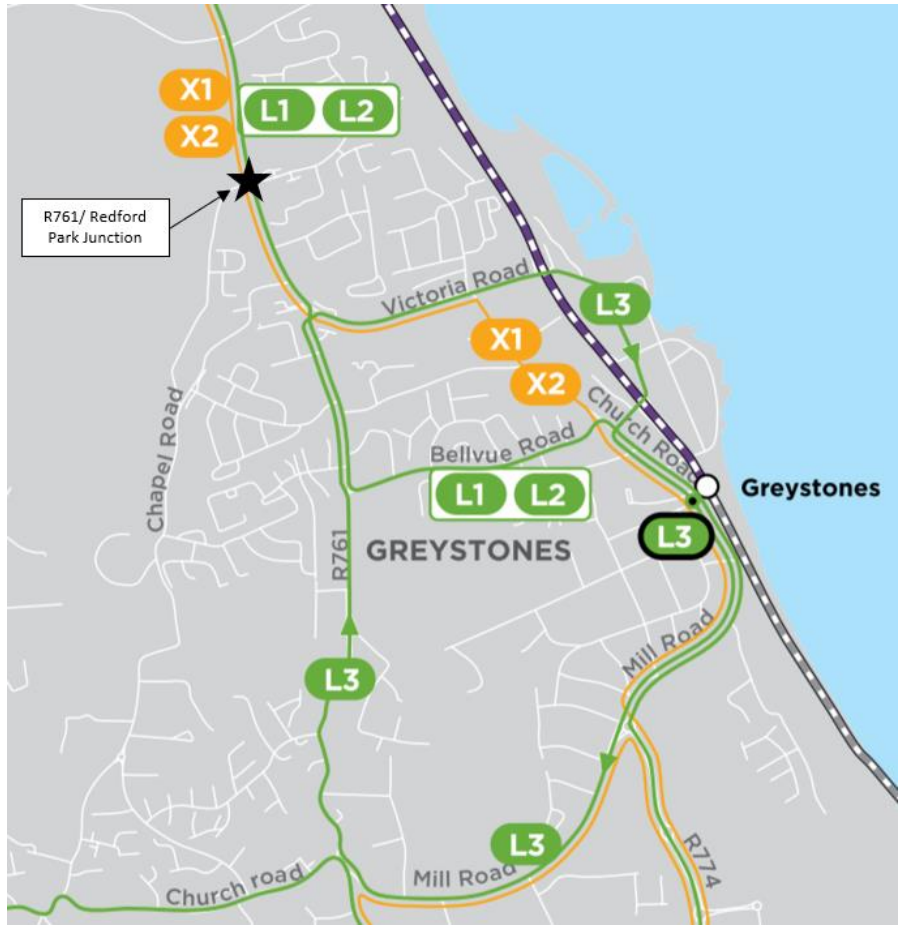 X1
L1 L2
X2
R761/ Redford
Park Junction
Victoria Road
L3
X1
X2
Church Road
Chapel Road
Bellvue Road
L1 L2
Greystones
R761
GREYSTONES
L3
Mill Road
L3
L3
R774
Mill Road
Church road